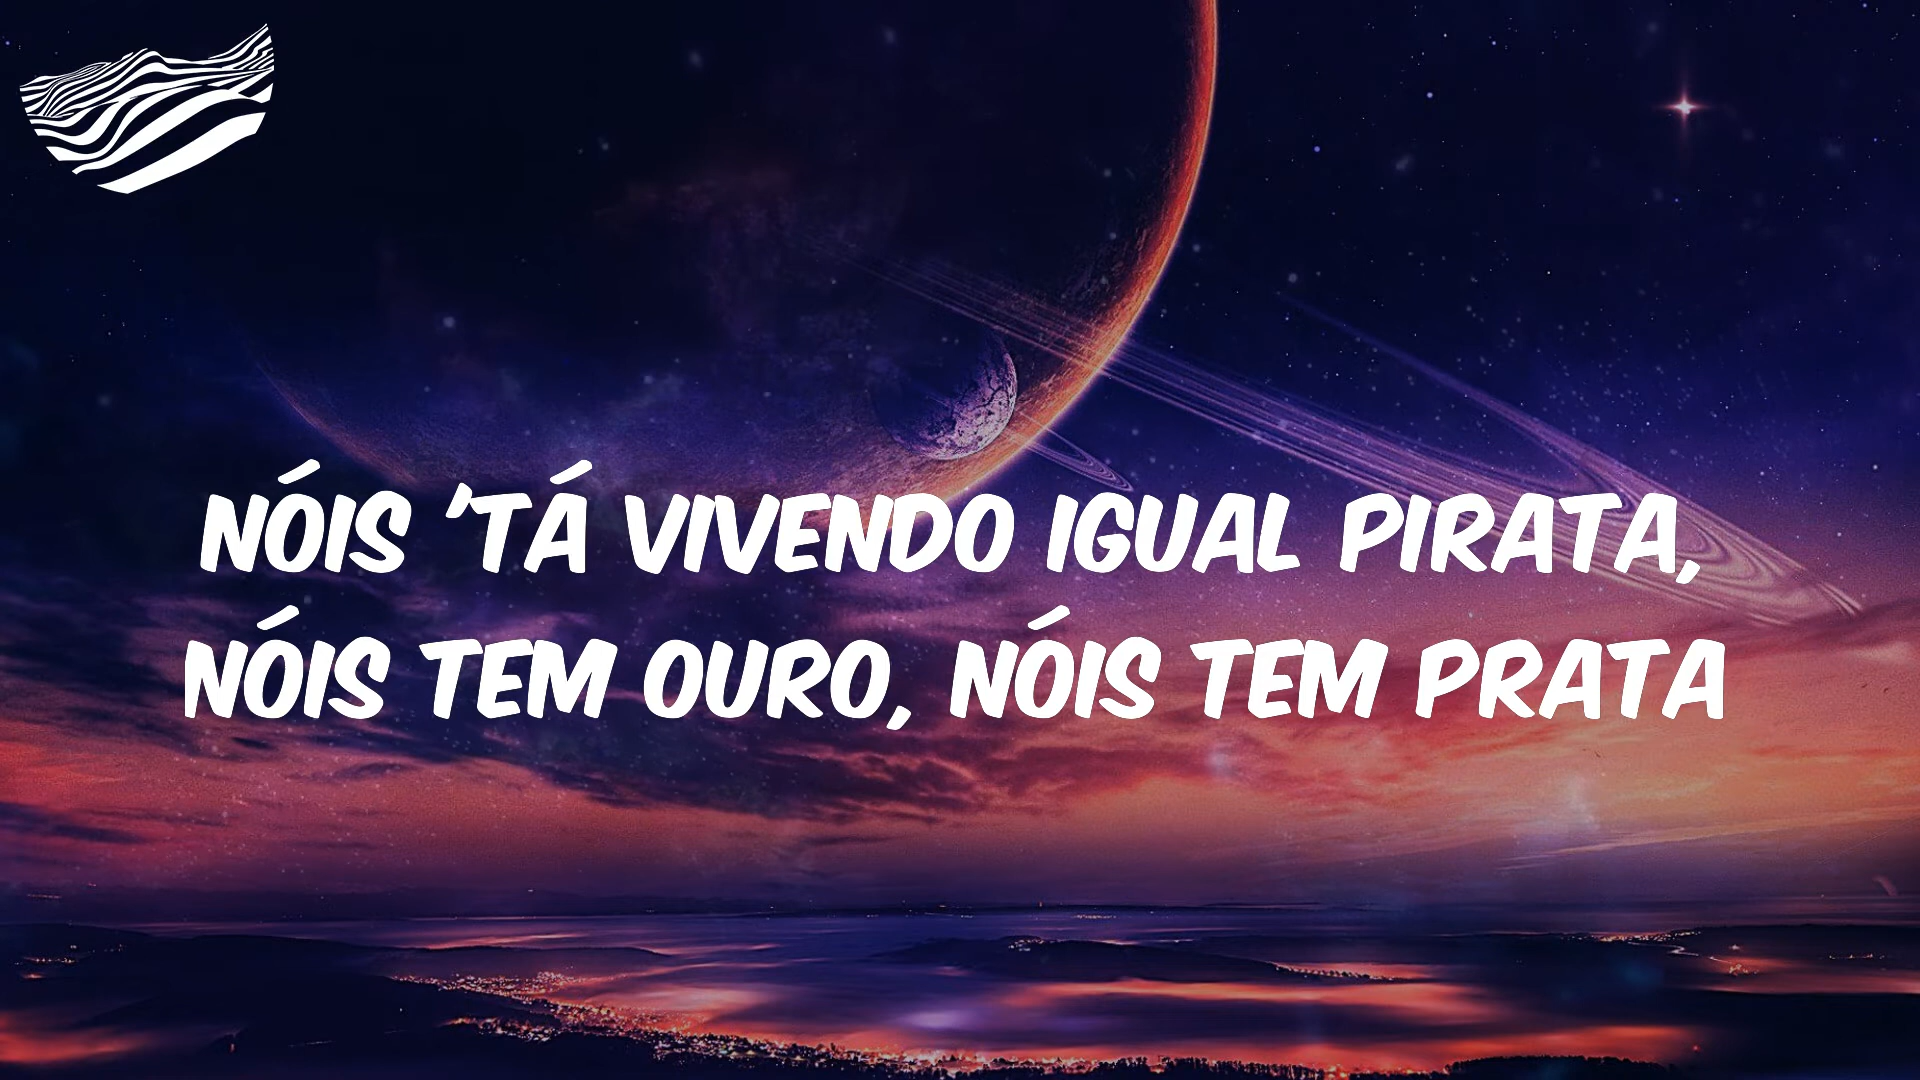 NÓIS 'TÁ VIVENDO IGUAL PIRATA,
NÓIS TEM OURO, NÓIS TEM PRATA